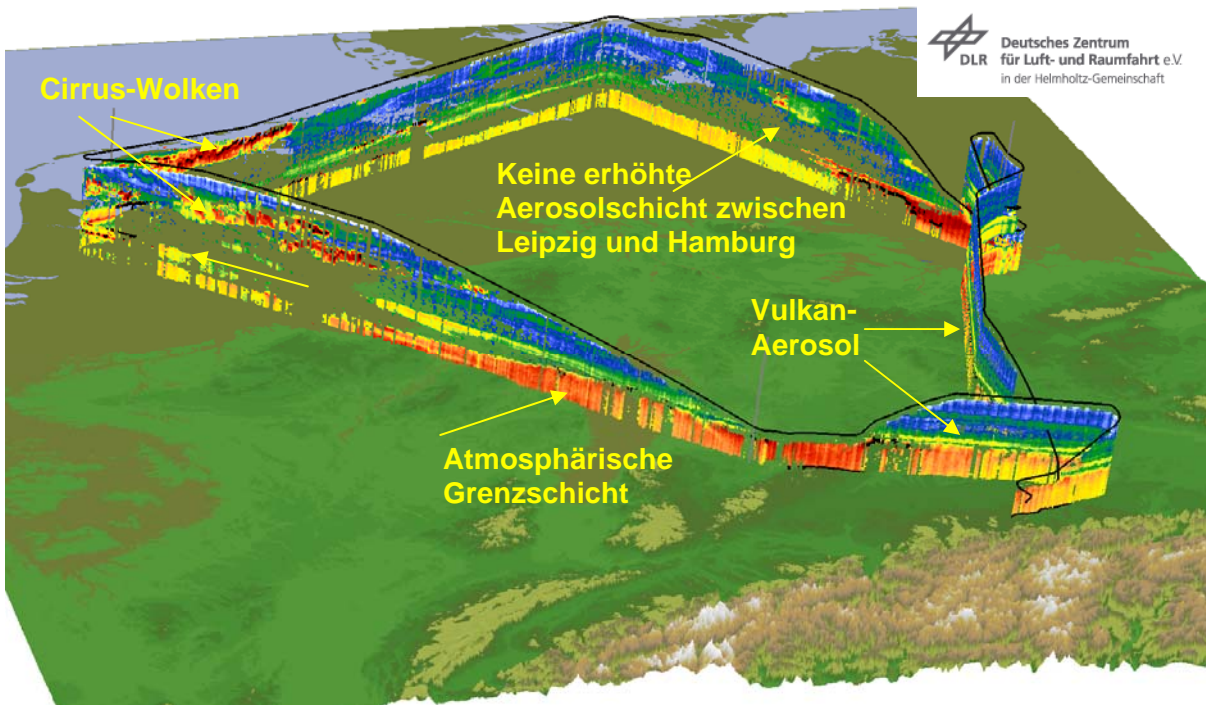 Deutsches Zentrum
DLR für Luft- und Raumfahrt e.V.
in der Helmholtz-Gemeinschaft
Cirrus-Wolken
Keine erhöhte
Aerosolschicht zwischen
Leipzig und Hamburg
Vulkan-
Aerosol
Atmosphärische
Grenzschicht